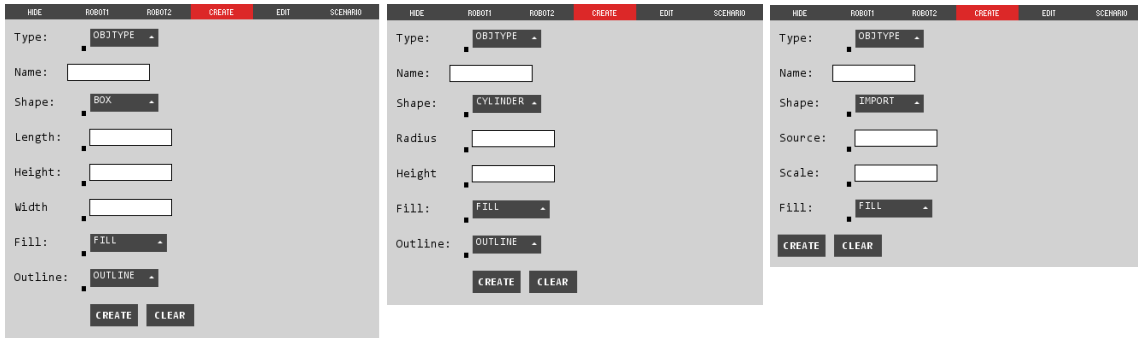 HIDE ROBOT1 ROBOT2 CREATE EDIT SCENARIO
Type: OBJTYPE
Name:
Shape: BOX
Length:
Height:
Width
Fill: FILL
Outline: OUTLINE
CREATE CLEAR
HIDE ROBOT1 ROBOT2 CREATE EDIT SCENARIO
Type: OBJTYPE
Name:
Shape: CYLINDER
Radius
Height
Fill: FILL
Outline: OUTLINE
CREATE CLEAR
HIDE ROBOT1 ROBOT2 CREATE EDIT SCENARIO
Type: OBJTYPE
Name:
Shape: IMPORT
Source:
Scale:
Fill: FILL
CREATE CLEAR